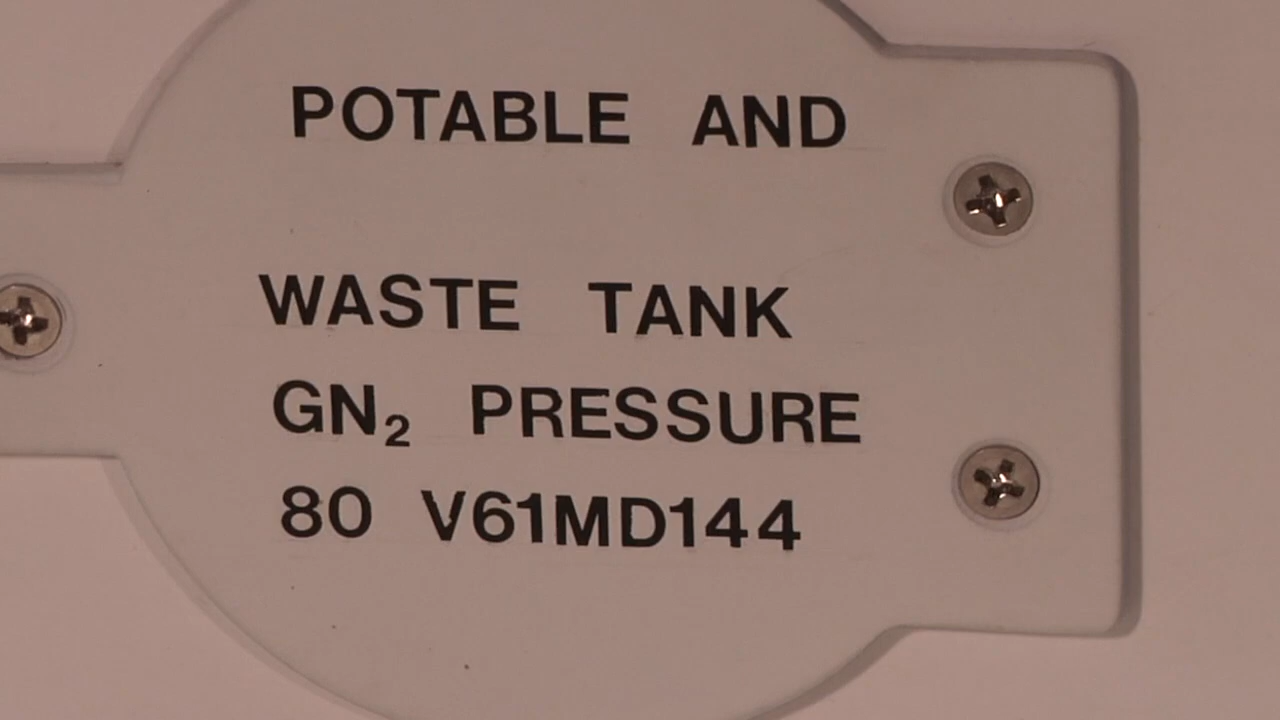 POTABLE AND
WASTE TANK
GN₂ PRESSURE
80 V61MD144